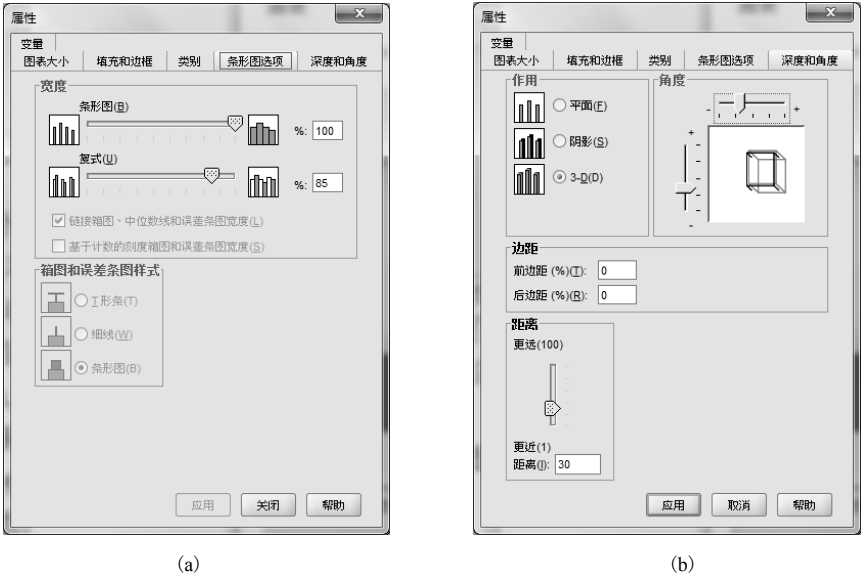 属性
变量
图表大小 填充和边框 类别 条形图选项 深度和角度
宽度
条形图(B)
%: 100
复式(U)
%: 85
链接箱图、中位数线和误差条图宽度(L)
基于计数的刻度箱图和误差条图宽度(S)
箱图和误差条图样式
T 形条(T)
细线(W)
条形图(B)
应用 关闭 帮助
(a)
属性
变量
图表大小 填充和边框 类别 条形图选项 深度和角度
作用
平面(F)
阴影(S)
3-D(D)
角度
- +
+
-
边距
前边距 (%)(T): 0
后边距 (%)(R): 0
距离
更远(100)
更近(1)
距离(I): 30
应用 取消 帮助
(b)